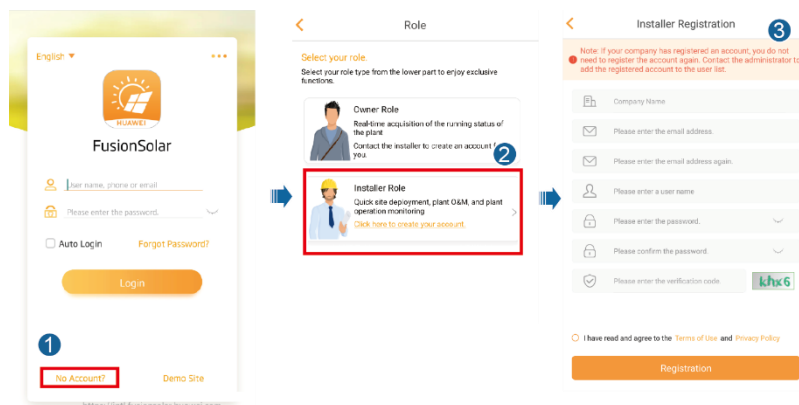 English
FusionSolar
HUAWEI
User name, phone or email
Please enter the password.
Auto Login
Forgot Password?
Login
1
No Account?
Demo Site
Role
Select your role.
Select your role type from the lower part to enjoy exclusive
functions.
Owner Role
Real-time acquisition of the running status of
the plant
Contact the installer to create an account
you.
2
Installer Role
Quick site deployment, plant O&M, and plant
operation monitoring
Click here to create your account.
Installer Registration
3
Note: If your company has registered an account, you do not
need to register the account again. Contact the administrator to
add the registered account to the user list.
Company Name
Please enter the email address.
Please enter the email address again.
Please enter a user name
Please enter the password.
Please confirm the password.
Please enter the verification code.
khx6
I have read and agree to the Terms of Use and Privacy Policy
Registration